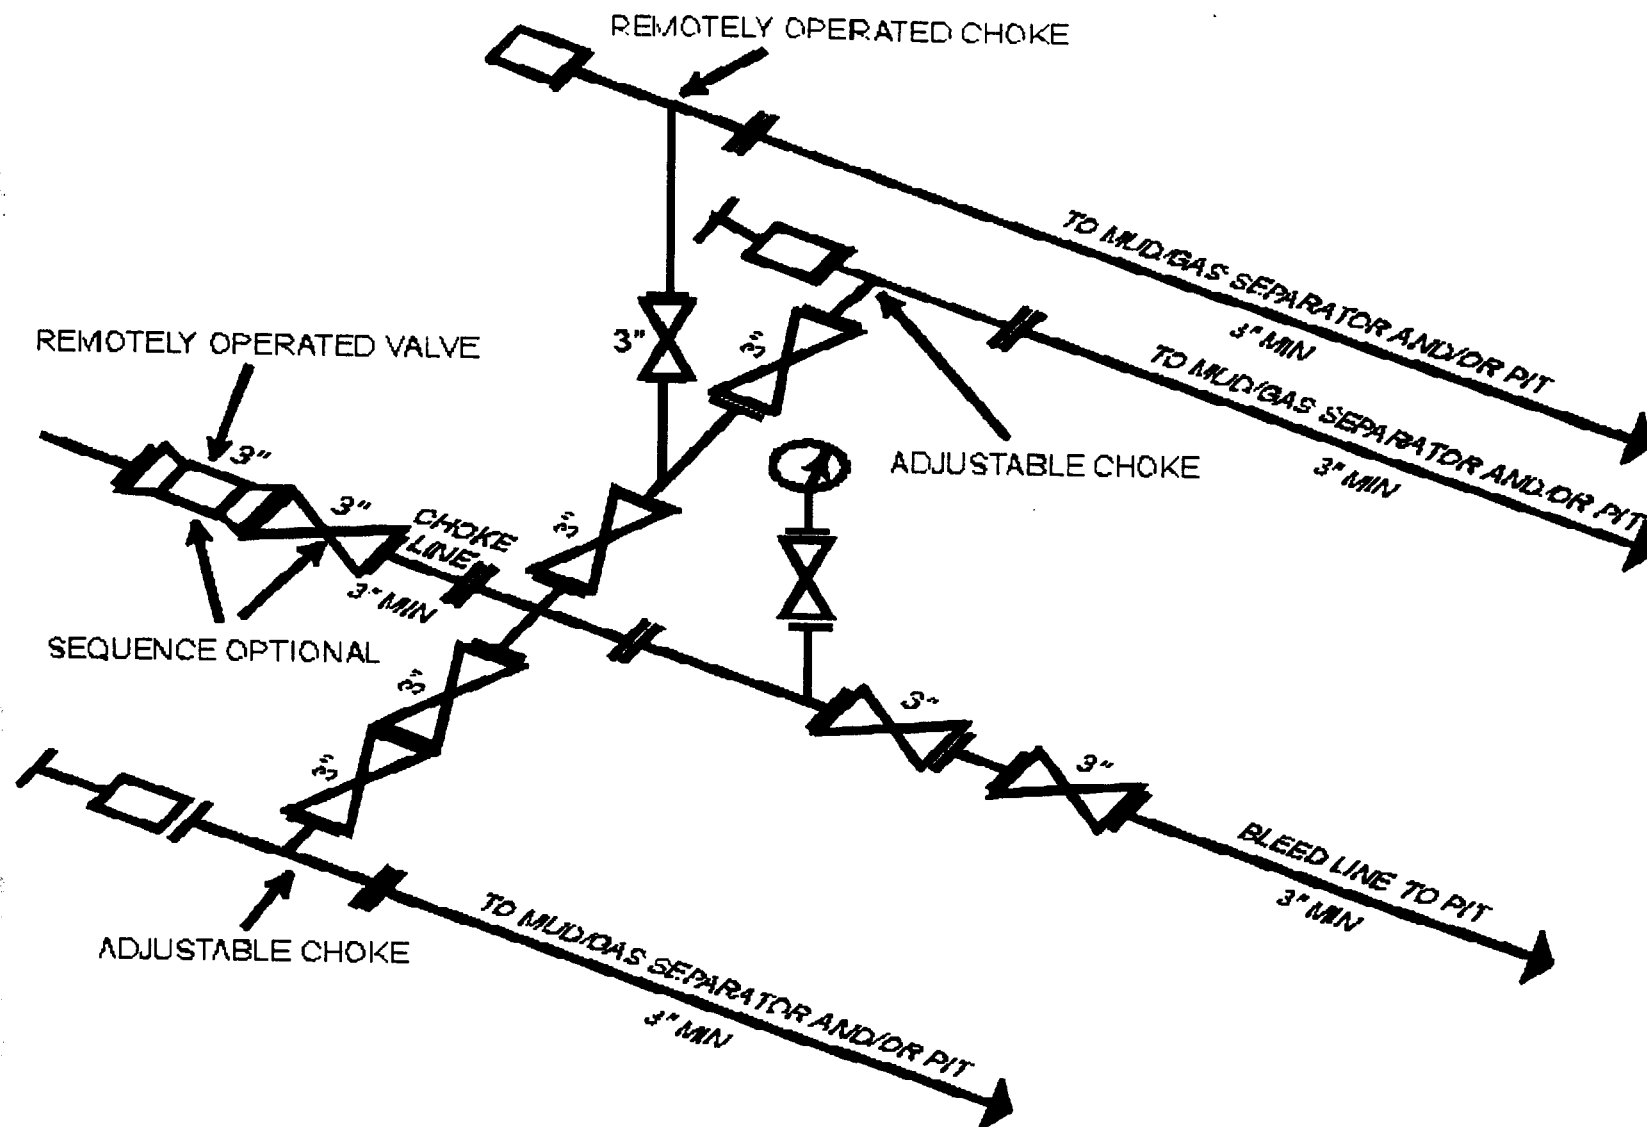 REMOTELY OPERATED CHOKE
TO MUD/GAS SEPARATOR AND/OR PIT
3" MIN
3"
3"
TO MUD/GAS SEPARATOR AND/OR PIT
3" MIN
REMOTELY OPERATED VALVE
ADJUSTABLE CHOKE
3"
3"
CHOKE
LINE
3"
3" MIN
SEQUENCE OPTIONAL
3"
3"
3"
3"
BLEED LINE TO PIT
3" MIN
ADJUSTABLE CHOKE
TO MUD/GAS SEPARATOR AND/OR PIT
3" MIN